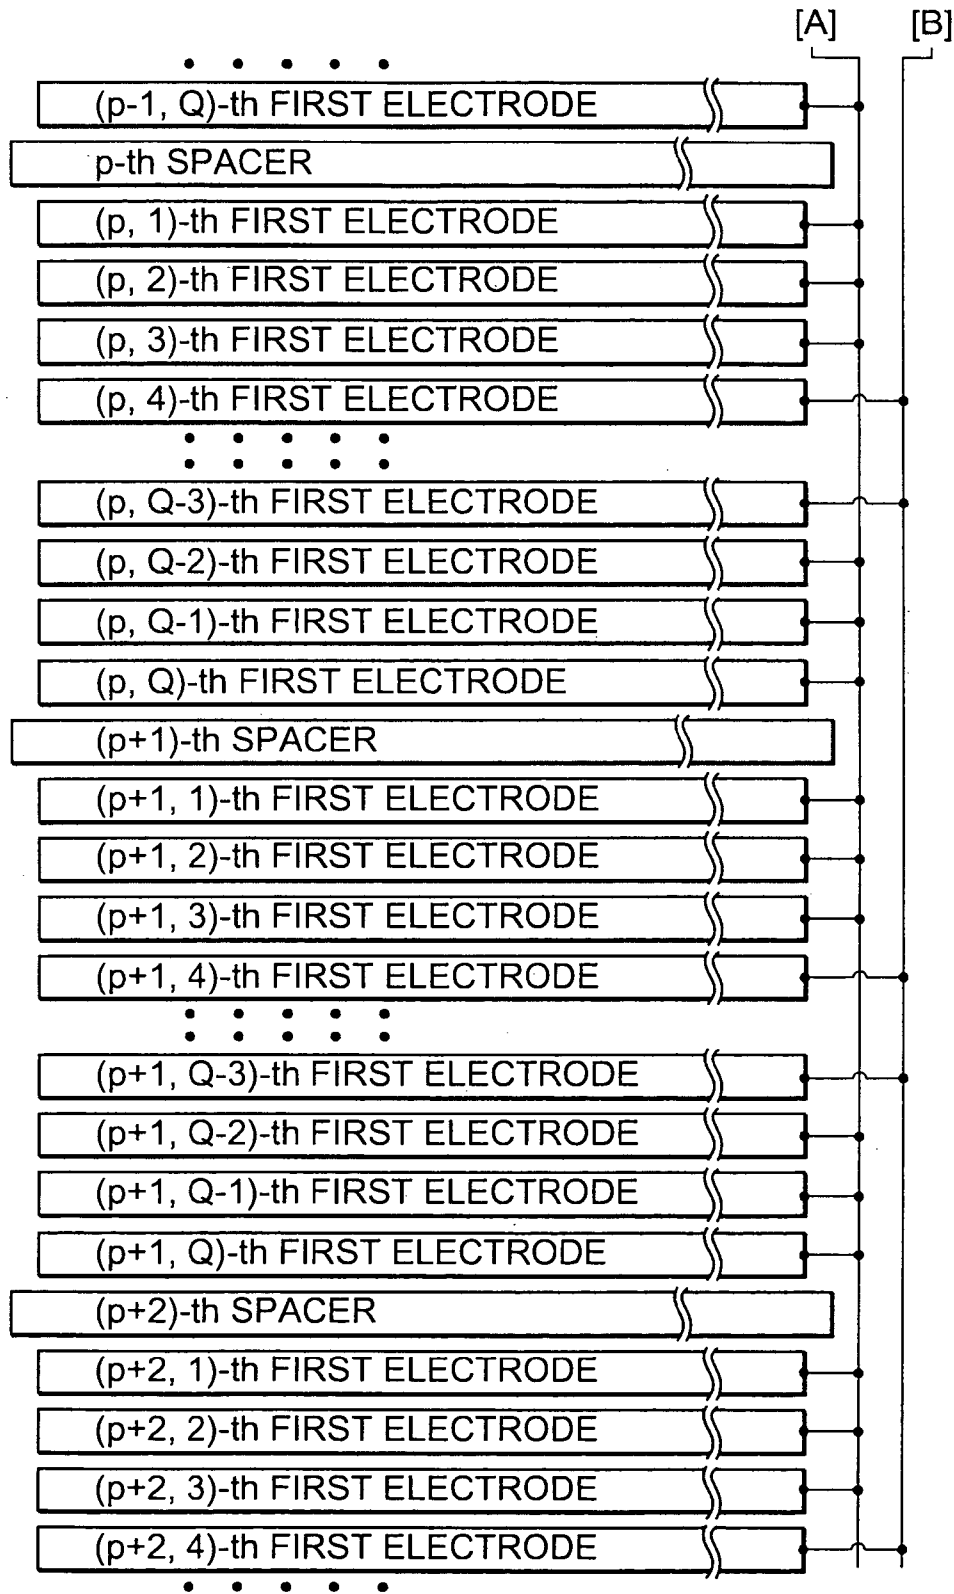 [A] [B]
(p-1, Q)-th FIRST ELECTRODE
p-th SPACER
(p, 1)-th FIRST ELECTRODE
(p, 2)-th FIRST ELECTRODE
(p, 3)-th FIRST ELECTRODE
(p, 4)-th FIRST ELECTRODE
(p, Q-3)-th FIRST ELECTRODE
(p, Q-2)-th FIRST ELECTRODE
(p, Q-1)-th FIRST ELECTRODE
(p, Q)-th FIRST ELECTRODE
(p+1)-th SPACER
(p+1, 1)-th FIRST ELECTRODE
(p+1, 2)-th FIRST ELECTRODE
(p+1, 3)-th FIRST ELECTRODE
(p+1, 4)-th FIRST ELECTRODE
(p+1, Q-3)-th FIRST ELECTRODE
(p+1, Q-2)-th FIRST ELECTRODE
(p+1, Q-1)-th FIRST ELECTRODE
(p+1, Q)-th FIRST ELECTRODE
(p+2)-th SPACER
(p+2, 1)-th FIRST ELECTRODE
(p+2, 2)-th FIRST ELECTRODE
(p+2, 3)-th FIRST ELECTRODE
(p+2, 4)-th FIRST ELECTRODE